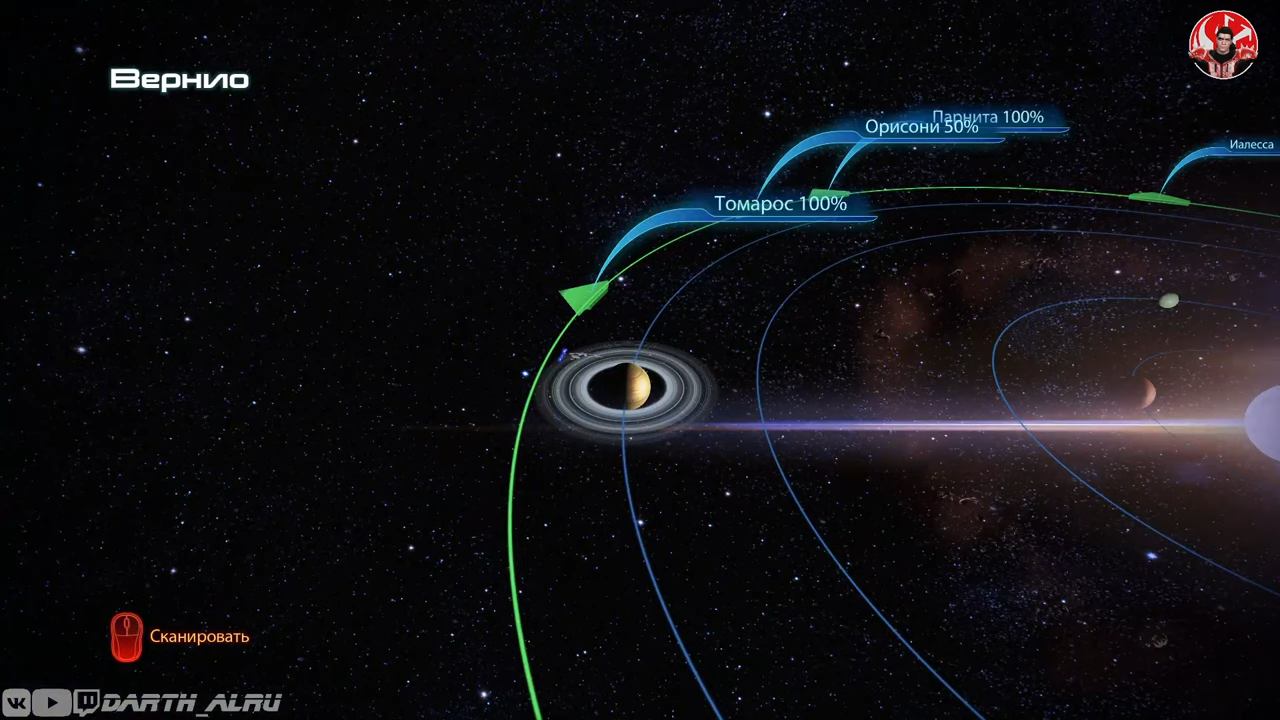 Вернио
Парнита 100%
Орисони 50%
Иалесса
Томарос 100%
Сканировать
DARTH_ALRU